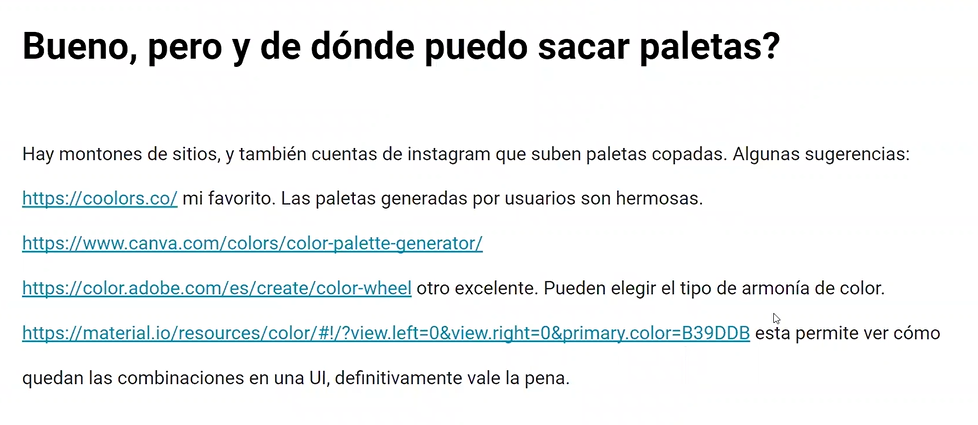 Bueno, pero y de dónde puedo sacar paletas?
Hay montones de sitios, y también cuentas de instagram que suben paletas copadas. Algunas sugerencias:
https://coolors.co/ mi favorito. Las paletas generadas por usuarios son hermosas.
https://www.canva.com/colors/color-palette-generator/
https://color.adobe.com/es/create/color-wheel otro excelente. Pueden elegir el tipo de armonía de color.
https://material.io/resources/color/#!/?view.left=0&view.right=0&primary.color=B39DDB esta permite ver cómo
quedan las combinaciones en una UI, definitivamente vale la pena.